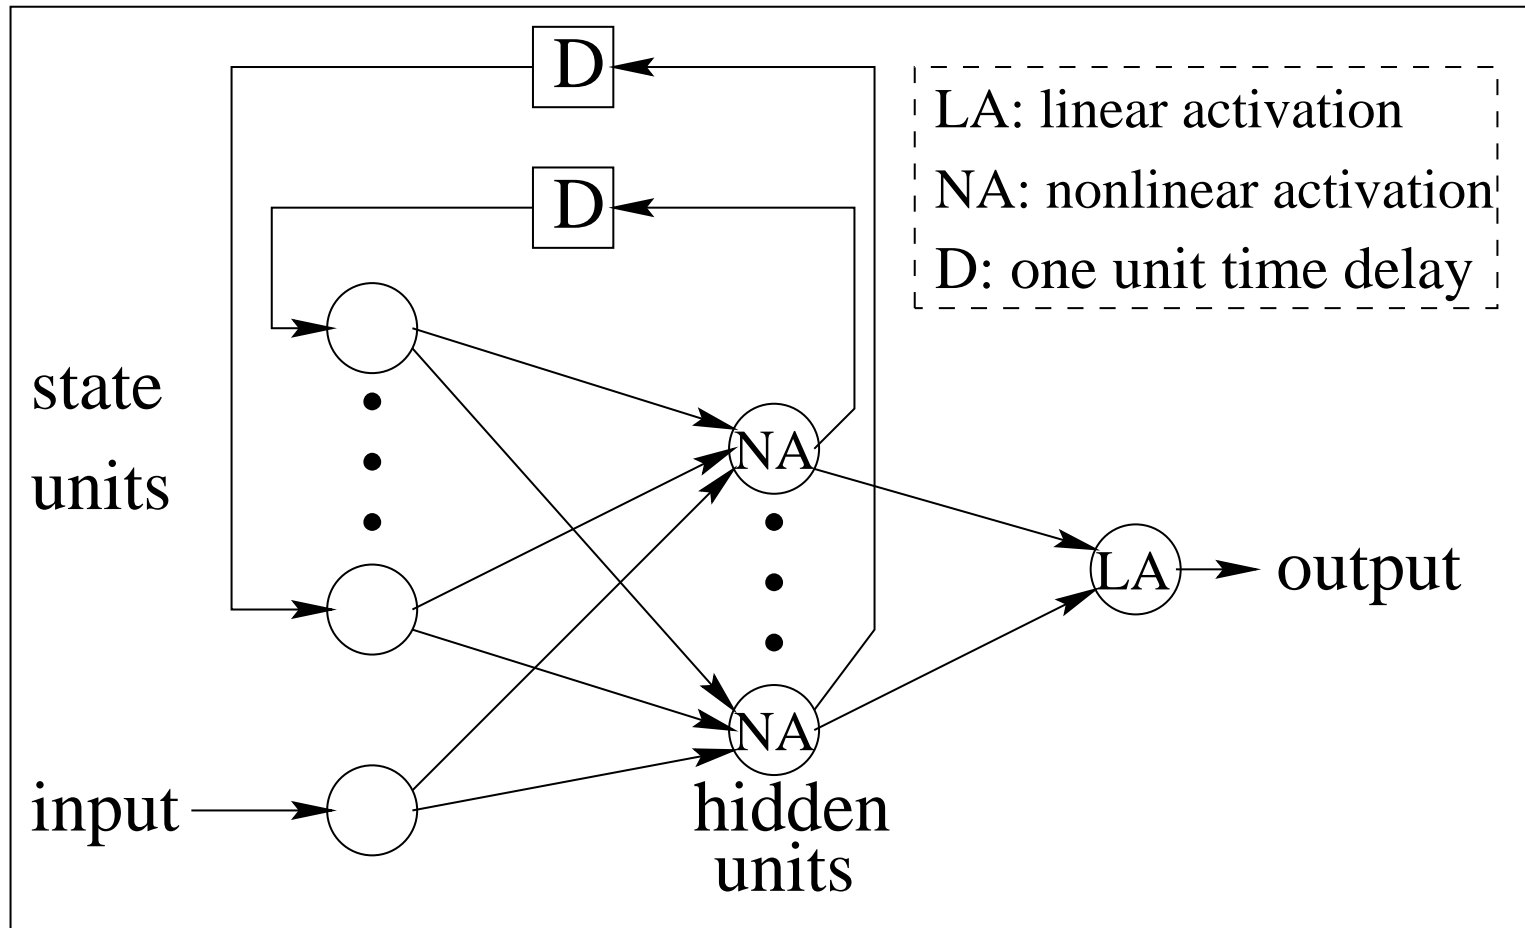 D
D
LA: linear activation
NA: nonlinear activation
D: one unit time delay
state
units
NA
LA
output
NA
input
hidden
units